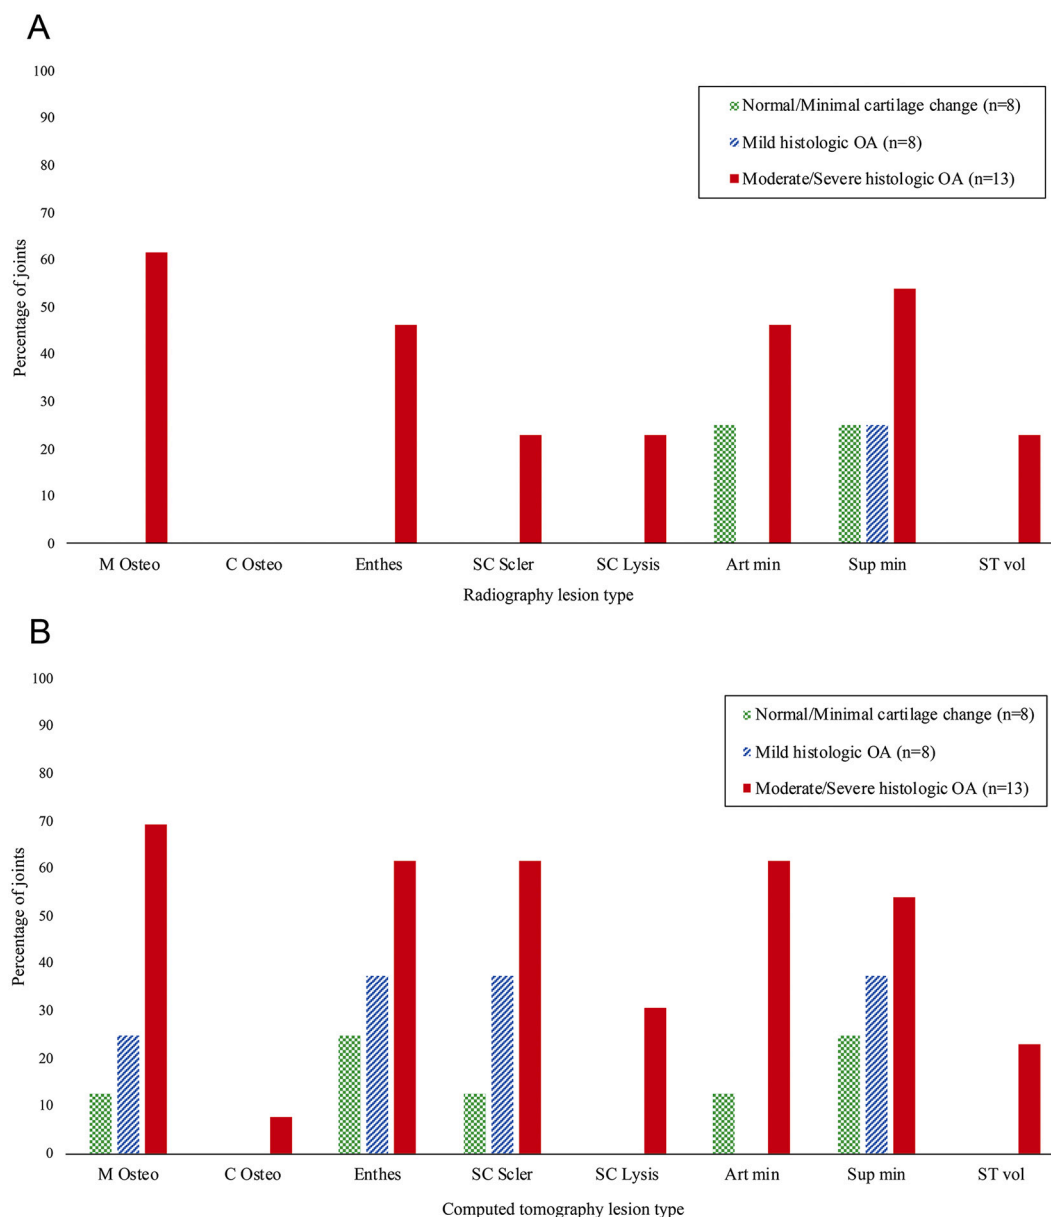 A
100
90
80
70
60
50
40
30
20
10
0
Percentage of joints
Normal/Minimal cartilage change (n=8)
Mild histologic OA (n=8)
Moderate/Severe histologic OA (n=13)
M Osteo C Osteo Enthes SC Scler SC Lysis Art min Sup min ST vol
Radiography lesion type
B
100
90
80
70
60
50
40
30
20
10
0
Percentage of joints
Normal/Minimal cartilage change (n=8)
Mild histologic OA (n=8)
Moderate/Severe histologic OA (n=13)
M Osteo C Osteo Enthes SC Scler SC Lysis Art min Sup min ST vol
Computed tomography lesion type